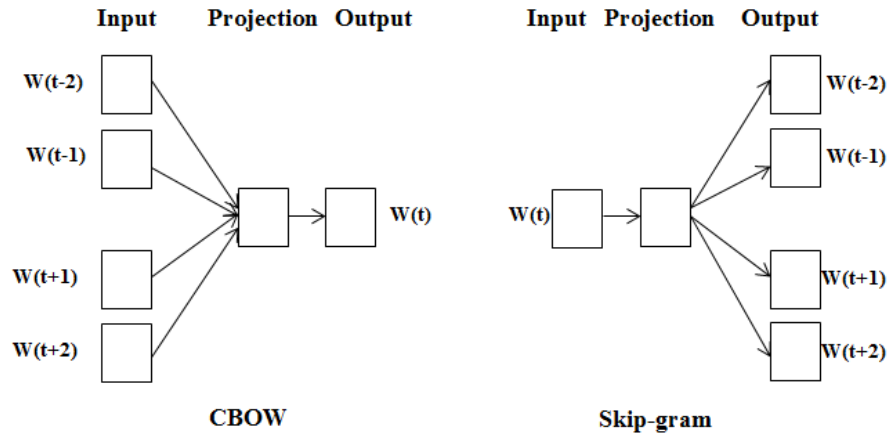 Input Projection Output
W(t-2)
W(t-1)
W(t)
W(t+1)
W(t+2)
CBOW
Input Projection Output
W(t-2)
W(t-1)
W(t)
W(t+1)
W(t+2)
Skip-gram